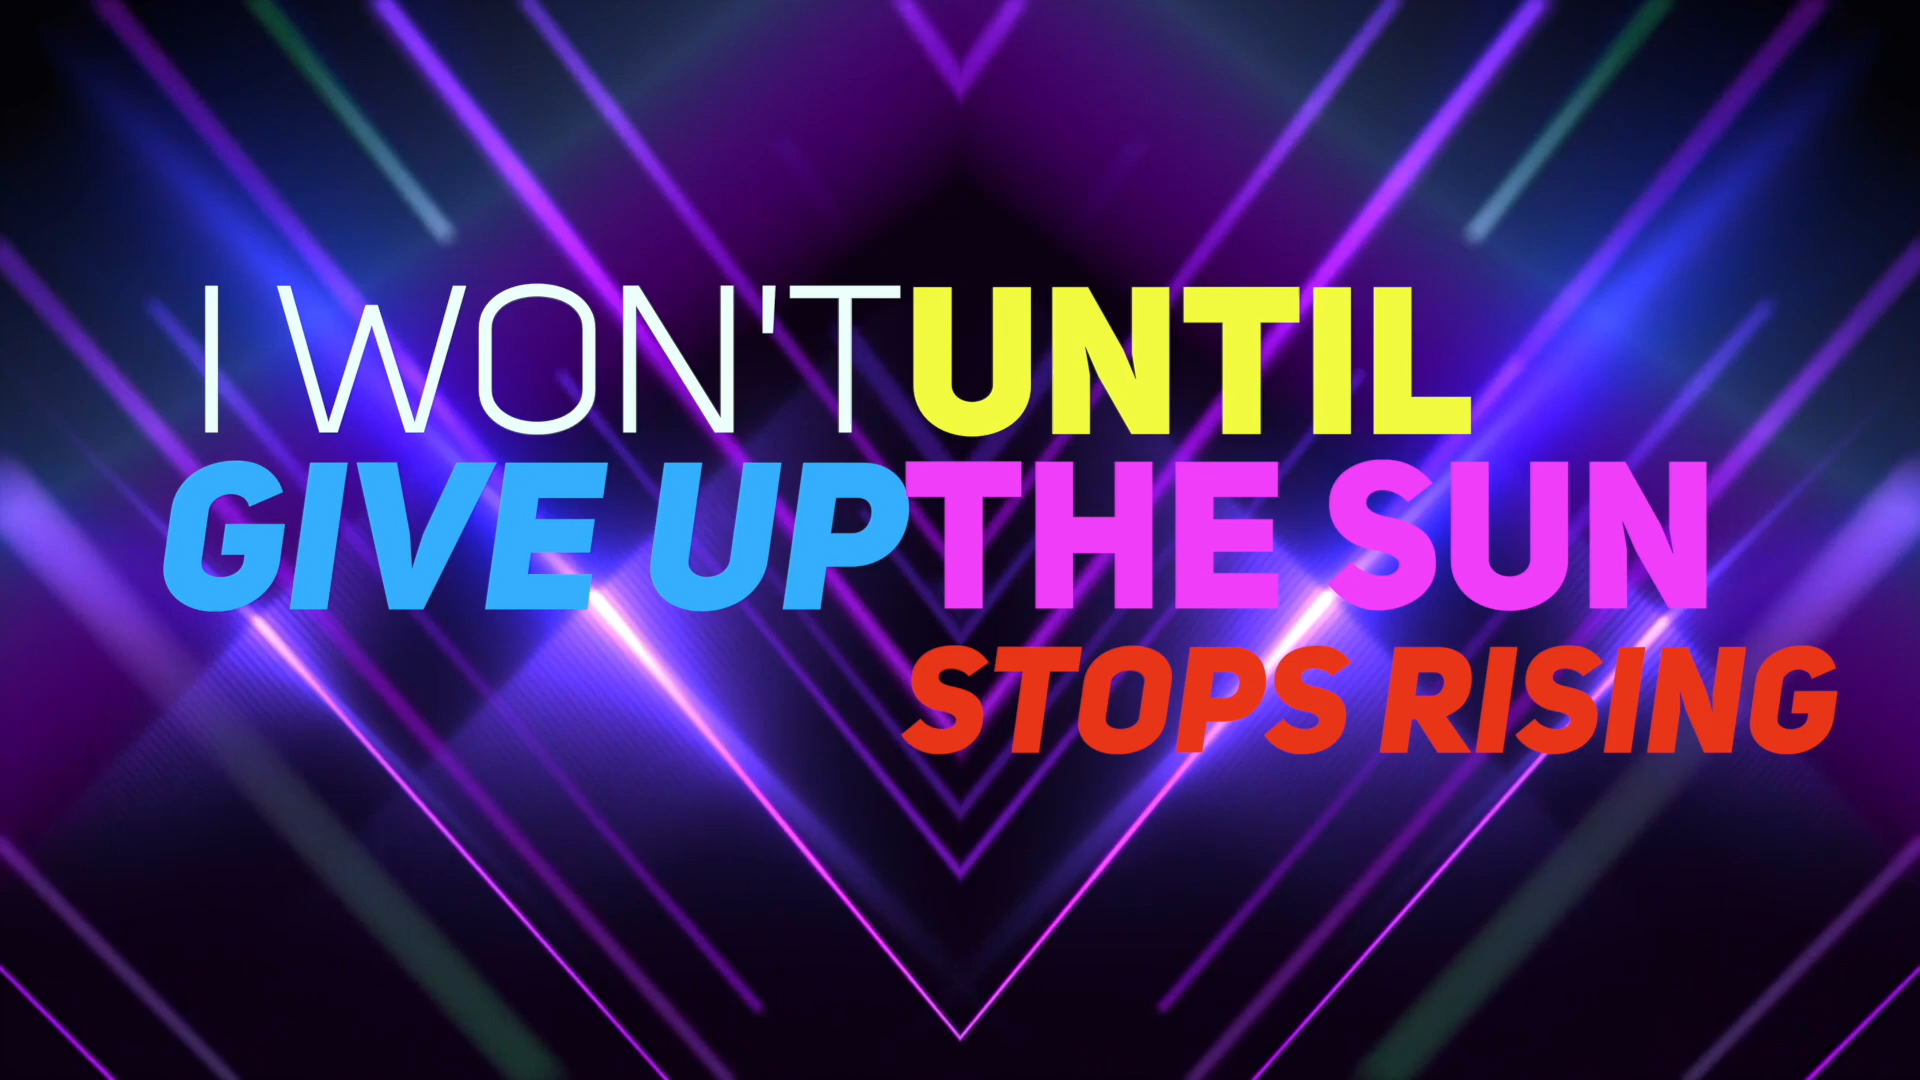 I WON'T
GIVE UP
UNTIL
THE SUN
STOPS RISING